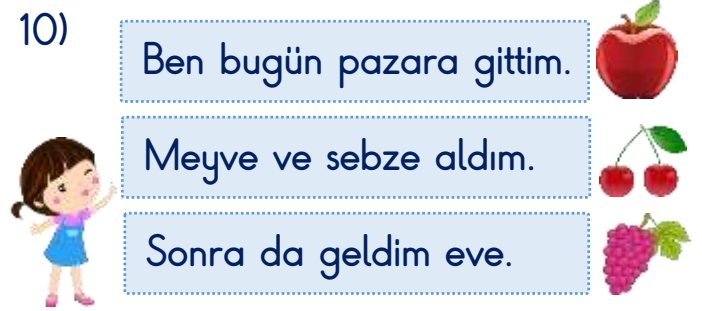 10)
Ben bugün pazara gittim.
Meyve ve sebze aldım.
Sonra da geldim eve.